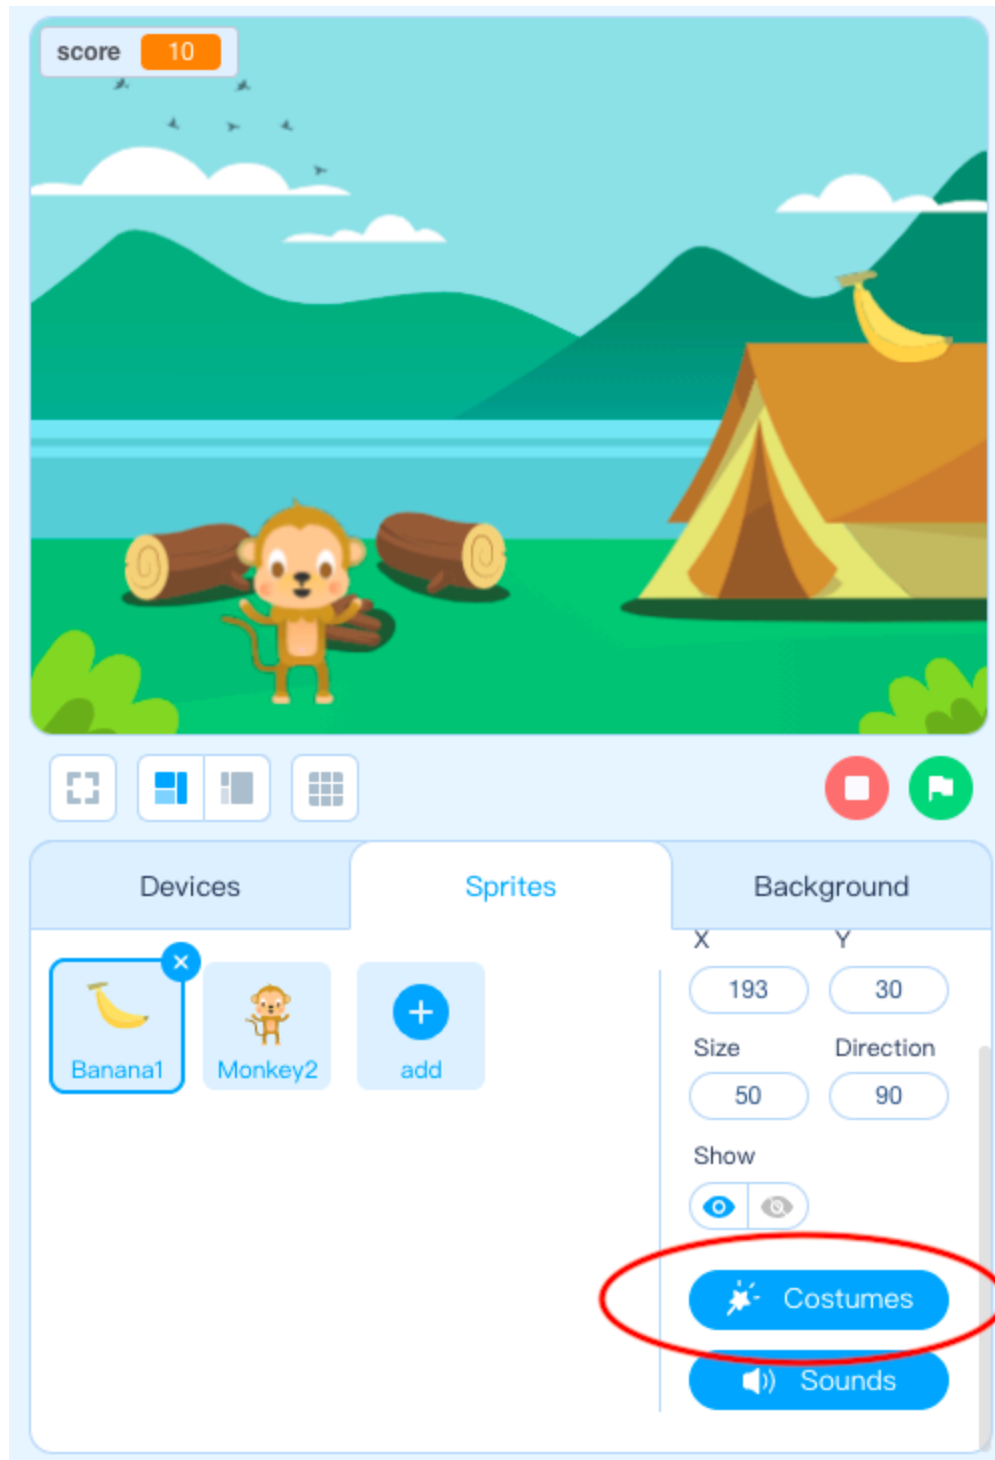 score 10
Devices Sprites Background
X Y
193 30
Size Direction
50 90
Show
Banana1 Monkey2 add
Costumes
Sounds